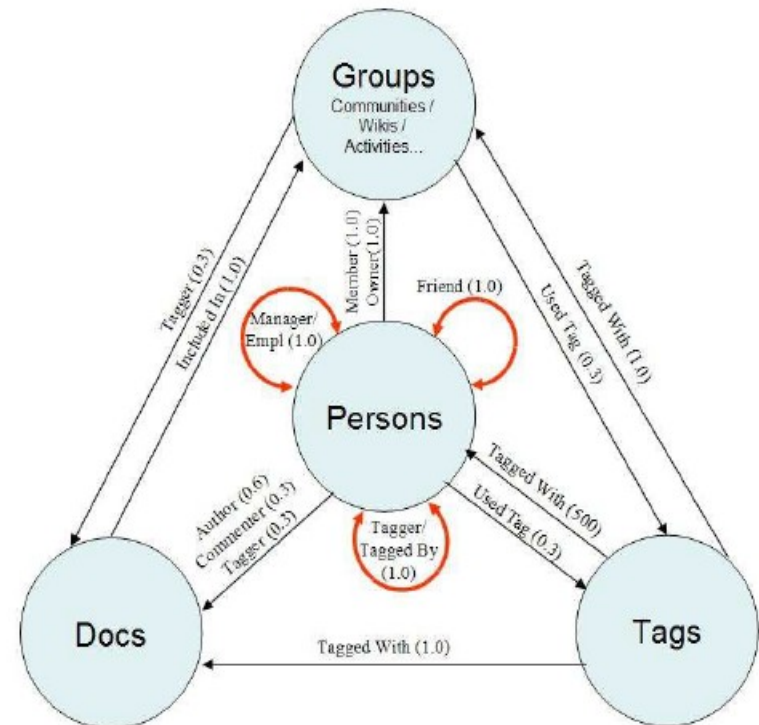 Groups
Communities /
Wikis /
Activities...
Tagger (0.3)
Included In (1.0)
Member (1.0)
Owner(1.0)
Friend (1.0)
Used Tag (0.3)
Tagged With (1.0)
Manager/
Empl (1.0)
Persons
Author (0.6)
Commenter (0.3)
Tagger (0.3)
Tagger/
Tagged By
(1.0)
Tagged With (500)
Used Tag (0.3)
Docs
Tagged With (1.0)
Tags